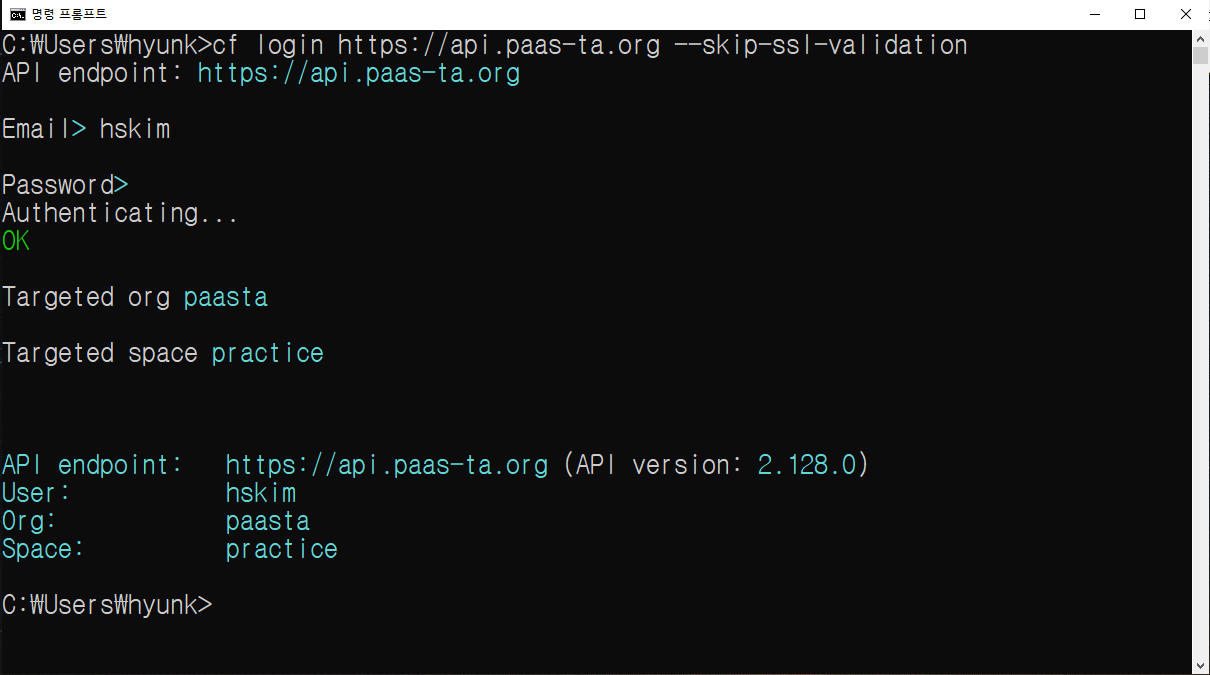 명령 프롬프트
C:₩Users₩hyunk>cf login https://api.paas-ta.org --skip-ssl-validation
API endpoint: https://api.paas-ta.org
Email> hskim
Password>
Authenticating...
OK
Targeted org paasta
Targeted space practice
API endpoint:   https://api.paas-ta.org (API version: 2.128.0)
User:           hskim
Org:            paasta
Space:          practice
C:₩Users₩hyunk>